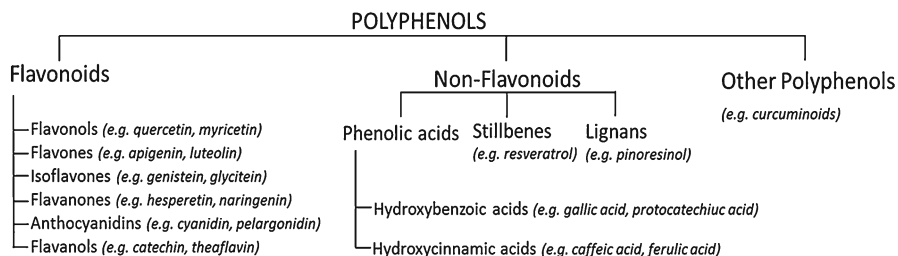 POLYPHENOLS
Flavonoids
Flavonols (e.g. quercetin, myricetin)
Flavones (e.g. apigenin, luteolin)
Isoflavones (e.g. genistein, glycitein)
Flavanones (e.g. hesperetin, naringenin)
Anthocyanidins (e.g. cyanidin, pelargonidin)
Flavanols (e.g. catechin, theaflavin)
Non-Flavonoids
Phenolic acids
Hydroxybenzoic acids (e.g. gallic acid, protocatechiuc acid)
Hydroxycinnamic acids (e.g. caffeic acid, ferulic acid)
Stillbenes
(e.g. resveratrol)
Lignans
(e.g. pinoresinol)
Other Polyphenols
(e.g. curcuminoids)